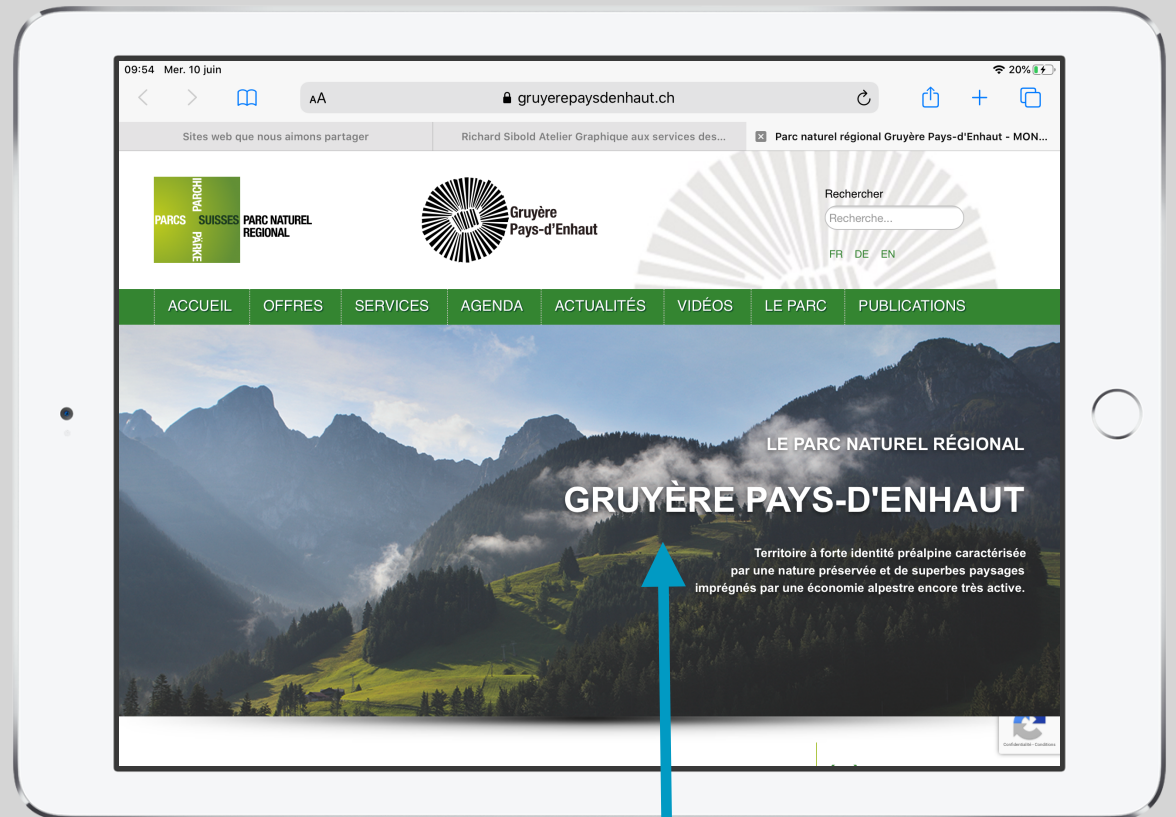 09:54 Mer. 10 juin
20%
AA
gruyerepaysdenhaut.ch
Sites web que nous aimons partager
Richard Sibold Atelier Graphique aux services des...
Parc naturel régional Gruyère Pays-d'Enhaut - MON...
PARCS SUISSES
PARCHI
PÄRKE
PARC NATUREL
REGIONAL
Gruyère
Pays-d'Enhaut
Rechercher
Recherche...
FR DE EN
ACCUEIL OFFRES SERVICES AGENDA ACTUALITÉS VIDÉOS LE PARC PUBLICATIONS
LE PARC NATUREL RÉGIONAL
GRUYÈRE PAYS-D'ENHAUT
Territoire à forte identité préalpine caractérisée
par une nature préservée et de superbes paysages
imprégnés par une économie alpestre encore très active.
Confidentialité - Conditions